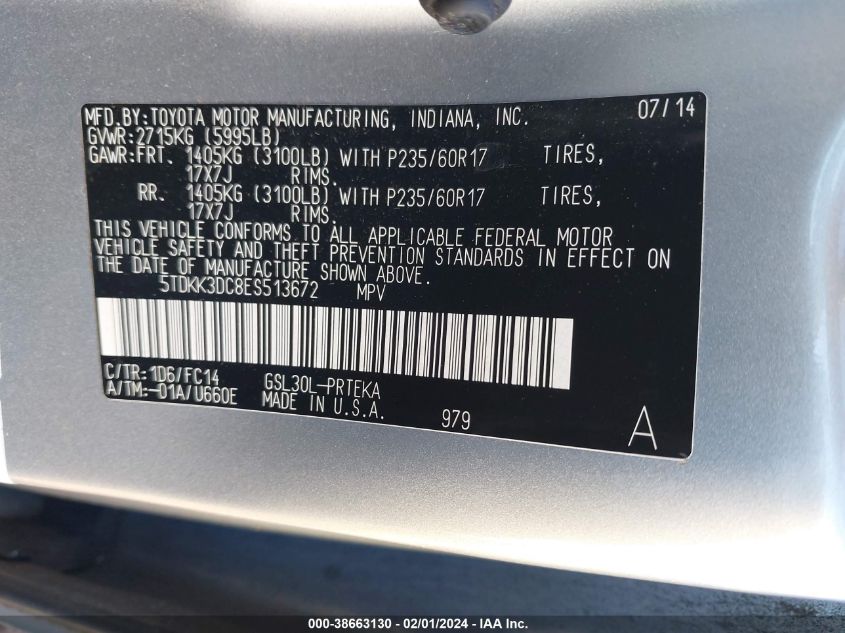 MFD.BY:TOYOTA MOTOR MANUFACTURING, INDIANA, INC. 07/14
GVWR:2715KG (5995LB)
GAWR:FRT. 1405KG (3100LB) WITH P235/60R17 TIRES,
17X7J RIMS.
RR. 1405KG (3100LB) WITH P235/60R17 TIRES,
17X7J RIMS.
THIS VEHICLE CONFORMS TO ALL APPLICABLE FEDERAL MOTOR
VEHICLE SAFETY AND THEFT PREVENTION STANDARDS IN EFFECT ON
THE DATE OF MANUFACTURE SHOWN ABOVE.
5TDKK3DC8ES513672 MPV
C/TR:1D6/FC14 GSL30L-PRTEKA
A/TM:-01A/U660E MADE IN U.S.A. 979
A
000-38663130 - 02/01/2024 - IAA Inc.